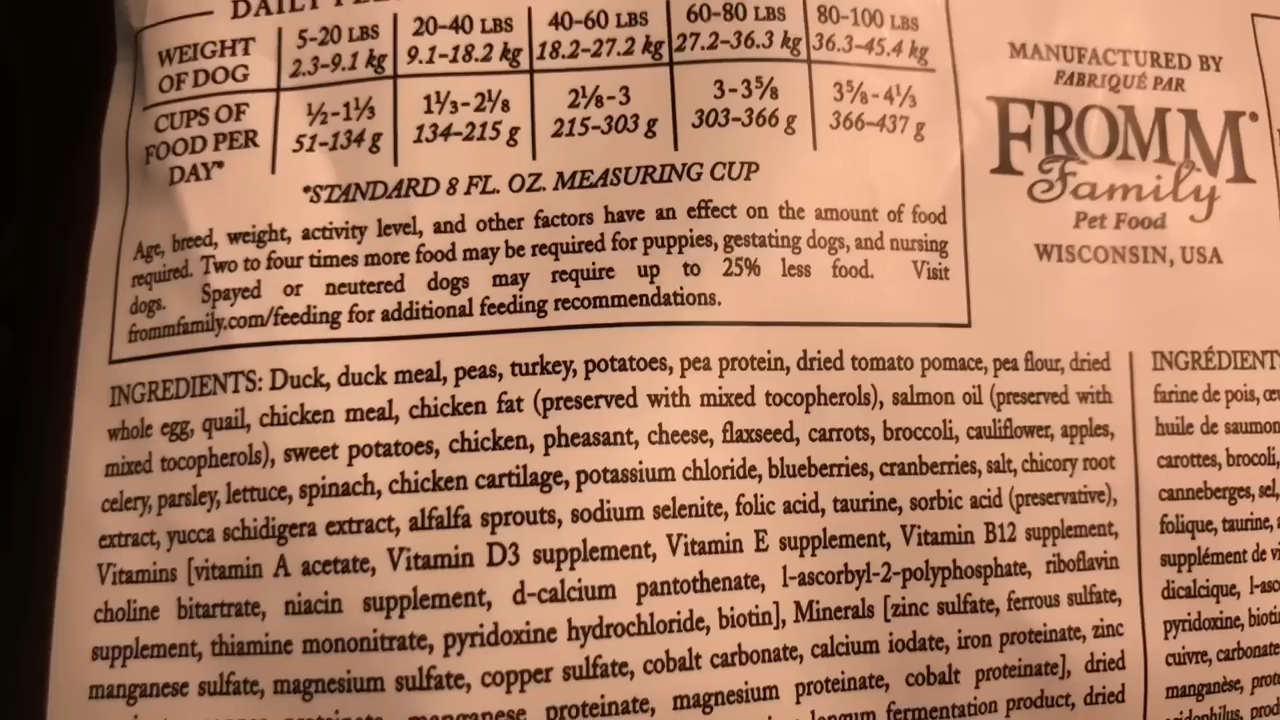 DAILY
WEIGHT OF DOG 5-20 LBS 2.3–9.1 kg 20-40 LBS 9.1–18.2 kg 40–60 LBS 18.2–27.2 kg 60-80 LBS 27.2–36.3 kg 80-100 LBS 36.3–45.4 kg
CUPS OF FOOD PER DAY* ½–1⅓ 51–134 g 1⅓–2⅛ 134–215 g 2⅛–3 215–303 g 3–3⅝ 303–366 g 3⅝-4⅓ 366–437 g
*STANDARD 8 FL. OZ. MEASURING CUP
Age, breed, weight, activity level, and other factors have an effect on the amount of food
required. Two to four times more food may be required for puppies, gestating dogs, and nursing
dogs. Spayed or neutered dogs may require up to 25% less food. Visit
frommfamily.com/feeding for additional feeding recommendations.
MANUFACTURED BY
FABRIQUÉ PAR
FROMM
Family
Pet Food
WISCONSIN, USA
INGREDIENTS: Duck, duck meal, peas, turkey, potatoes, pea protein, dried tomato pomace, pea flour, dried
whole egg, quail, chicken meal, chicken fat (preserved with mixed tocopherols), salmon oil (preserved with
mixed tocopherols), sweet potatoes, chicken, pheasant, cheese, flaxseed, carrots, broccoli, cauliflower, apples,
celery, parsley, lettuce, spinach, chicken cartilage, potassium chloride, blueberries, cranberries, salt, chicory root
extract, yucca schidigera extract, alfalfa sprouts, sodium selenite, folic acid, taurine, sorbic acid (preservative),
Vitamins [vitamin A acetate, Vitamin D3 supplement, Vitamin E supplement, Vitamin B12 supplement,
choline bitartrate, niacin supplement, d-calcium pantothenate, l-ascorbyl-2-polyphosphate, riboflavin
supplement, thiamine mononitrate, pyridoxine hydrochloride, biotin], Minerals [zinc sulfate, ferrous sulfate,
manganese sulfate, magnesium sulfate, copper sulfate, cobalt carbonate, calcium iodate, iron proteinate, zinc
proteinate, manganese proteinate, magnesium proteinate, cobalt proteinate], dried
fermentation product, dried
INGRÉDIENT
farine de pois, œu
huile de saumon
carottes, brocoli,
canneberges, sel,
folique, taurine,
supplément de vi
dicalcique, l-asc
pyridoxine, bioti
cuivre, carbonate
manganèse, prot